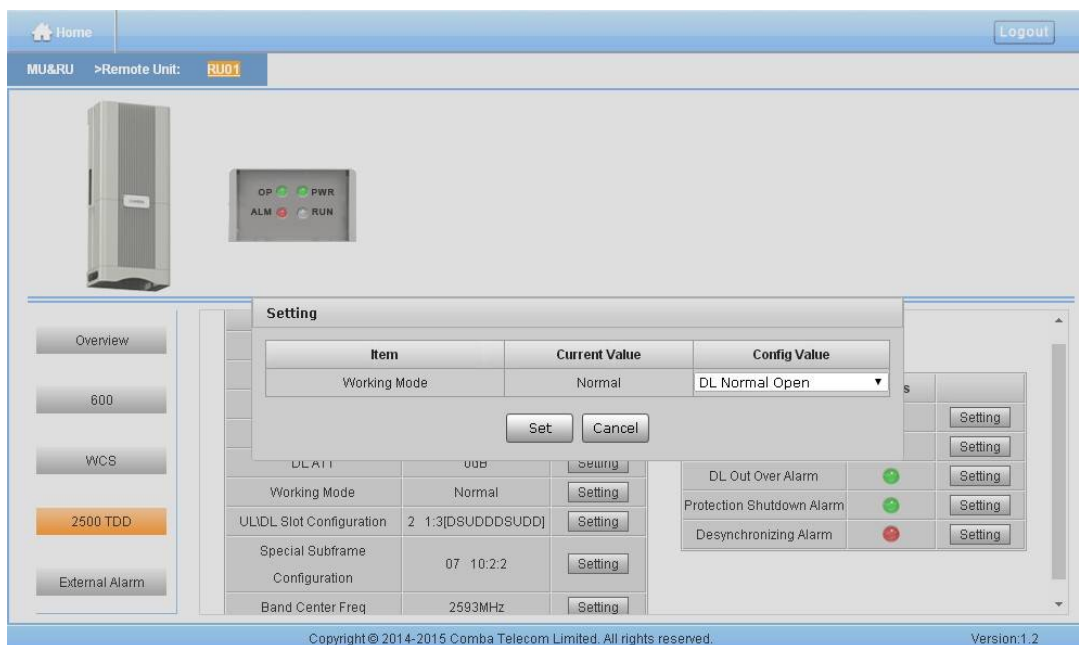 Home
Logout
MU&RU >Remote Unit: RU01
OP PWR
ALM RUN
Setting
Item Current Value Config Value
Working Mode Normal DL Normal Open
Set Cancel
Overview
600
WCS
2500 TDD
External Alarm
DL ATT 0dB Setting
Working Mode Normal Setting
UL\DL Slot Configuration 2 1:3[DSUDDDSUDD] Setting
Special Subframe
Configuration
07 10:2:2 Setting
Band Center Freq 2593MHz Setting
s
Setting
Setting
DL Out Over Alarm Setting
Protection Shutdown Alarm Setting
Desynchronizing Alarm Setting
Copyright © 2014-2015 Comba Telecom Limited. All rights reserved. Version:1.2